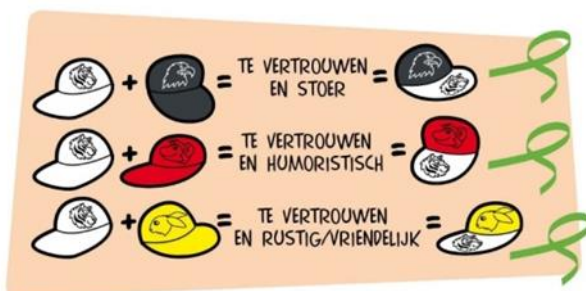 + = TE VERTROUWEN =
EN STOER
+ = TE VERTROUWEN =
EN HUMORISTISCH
+ = TE VERTROUWEN =
EN RUSTIG/VRIENDELIJK